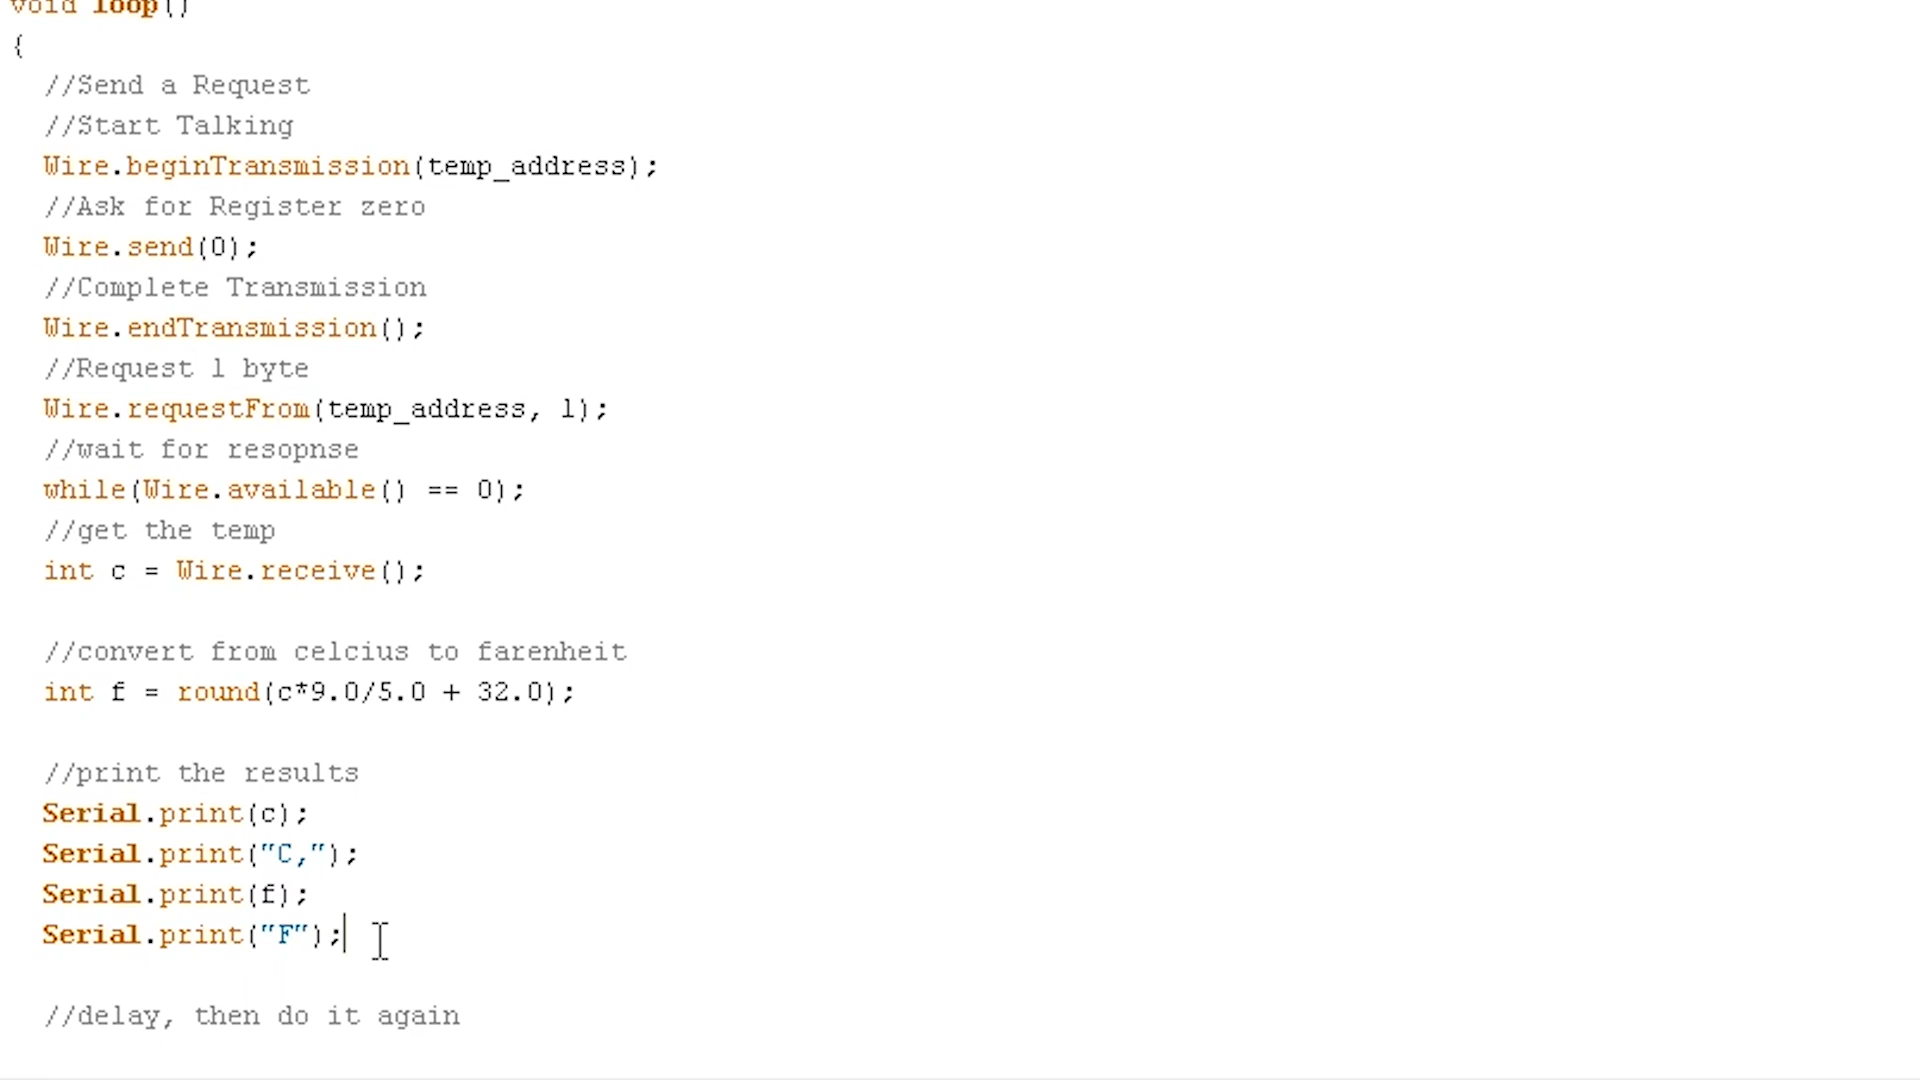 void loop()
{
//Send a Request
//Start Talking
Wire.beginTransmission(temp_address);
//Ask for Register zero
Wire.send(0);
//Complete Transmission
Wire.endTransmission();
//Request 1 byte
Wire.requestFrom(temp_address, 1);
//wait for resopnse
while(Wire.available() == 0);
//get the temp
int c = Wire.receive();
//convert from celcius to farenheit
int f = round(c*9.0/5.0 + 32.0);
//print the results
Serial.print(c);
Serial.print("C,");
Serial.print(f);
Serial.print("F");
//delay, then do it again